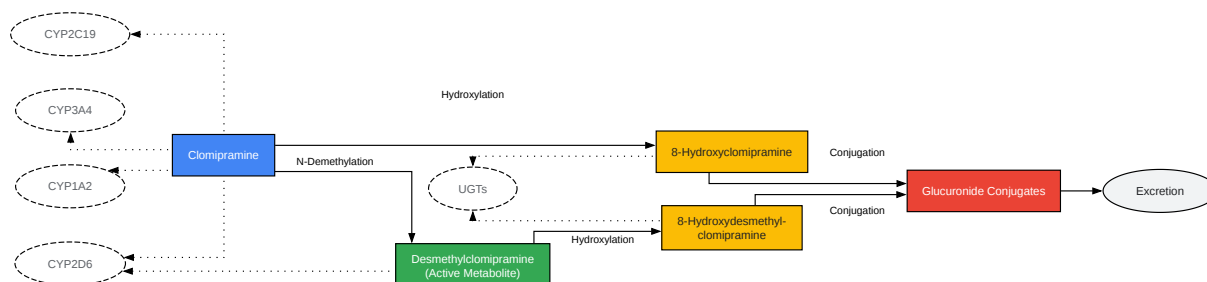 CYP2C19
CYP3A4
Hydroxylation
Clomipramine
8-Hydroxyclomipramine
Conjugation
N-Demethylation
CYP1A2
UGTs
Glucuronide Conjugates
Excretion
8-Hydroxydesmethyl-
clomipramine
Conjugation
Hydroxylation
CYP2D6
Desmethylclomipramine
(Active Metabolite)